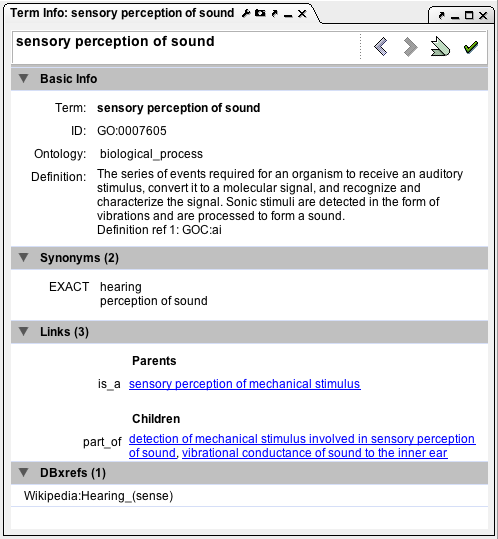 Term Info: sensory perception of sound
sensory perception of sound
Basic Info
Term: sensory perception of sound
ID: GO:0007605
Ontology: biological_process
Definition: The series of events required for an organism to receive an auditory
stimulus, convert it to a molecular signal, and recognize and
characterize the signal. Sonic stimuli are detected in the form of
vibrations and are processed to form a sound.
Definition ref 1: GOC:ai
Synonyms (2)
EXACT hearing
perception of sound
Links (3)
Parents
is_a sensory perception of mechanical stimulus
Children
part_of detection of mechanical stimulus involved in sensory perception
of sound, vibrational conductance of sound to the inner ear
DBxrefs (1)
Wikipedia:Hearing_(sense)